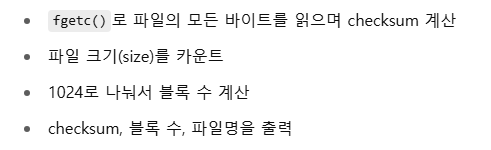 fgetc()로 파일의 모든 바이트를 읽으며 checksum 계산
파일 크기(size)를 카운트
1024로 나눠서 블록 수 계산
checksum, 블록 수, 파일명을 출력